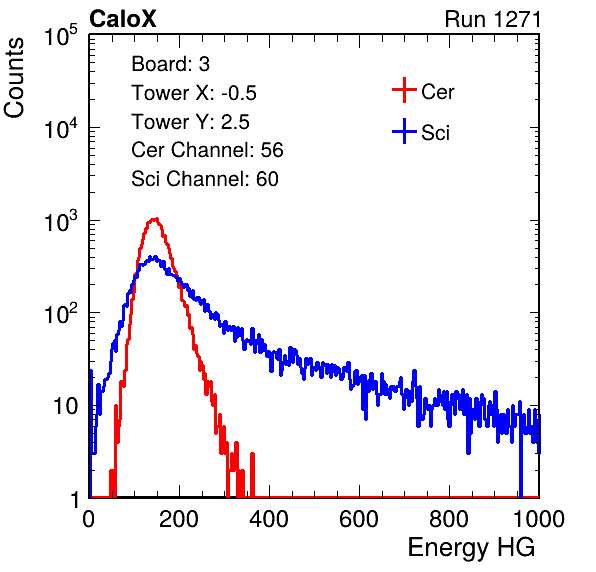 CaloX Run 1271
Counts
Board: 3
Tower X: -0.5
Tower Y: 2.5
Cer Channel: 56
Sci Channel: 60
Cer
Sci
10^5
10^4
10^3
10^2
10
1
0 200 400 600 800 1000
Energy HG